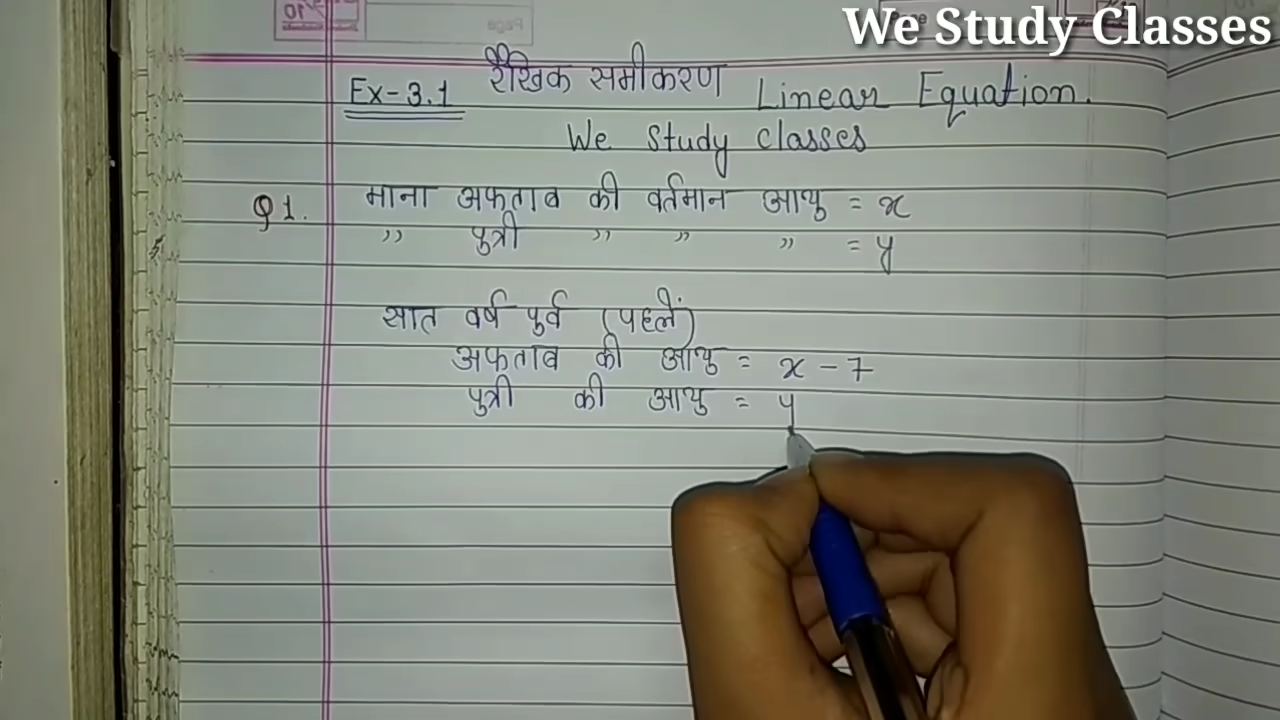 We Study Classes
Ex-3.1 रैखिक समीकरण Linear Equation.
We Study Classes
Q1. माना अफताब की वर्तमान आयु = x
,, पुत्री ,, ,, ,, = y
सात वर्ष पुर्व (पहलें)
अफताब की आयु = x - 7
पुत्री की आयु = y